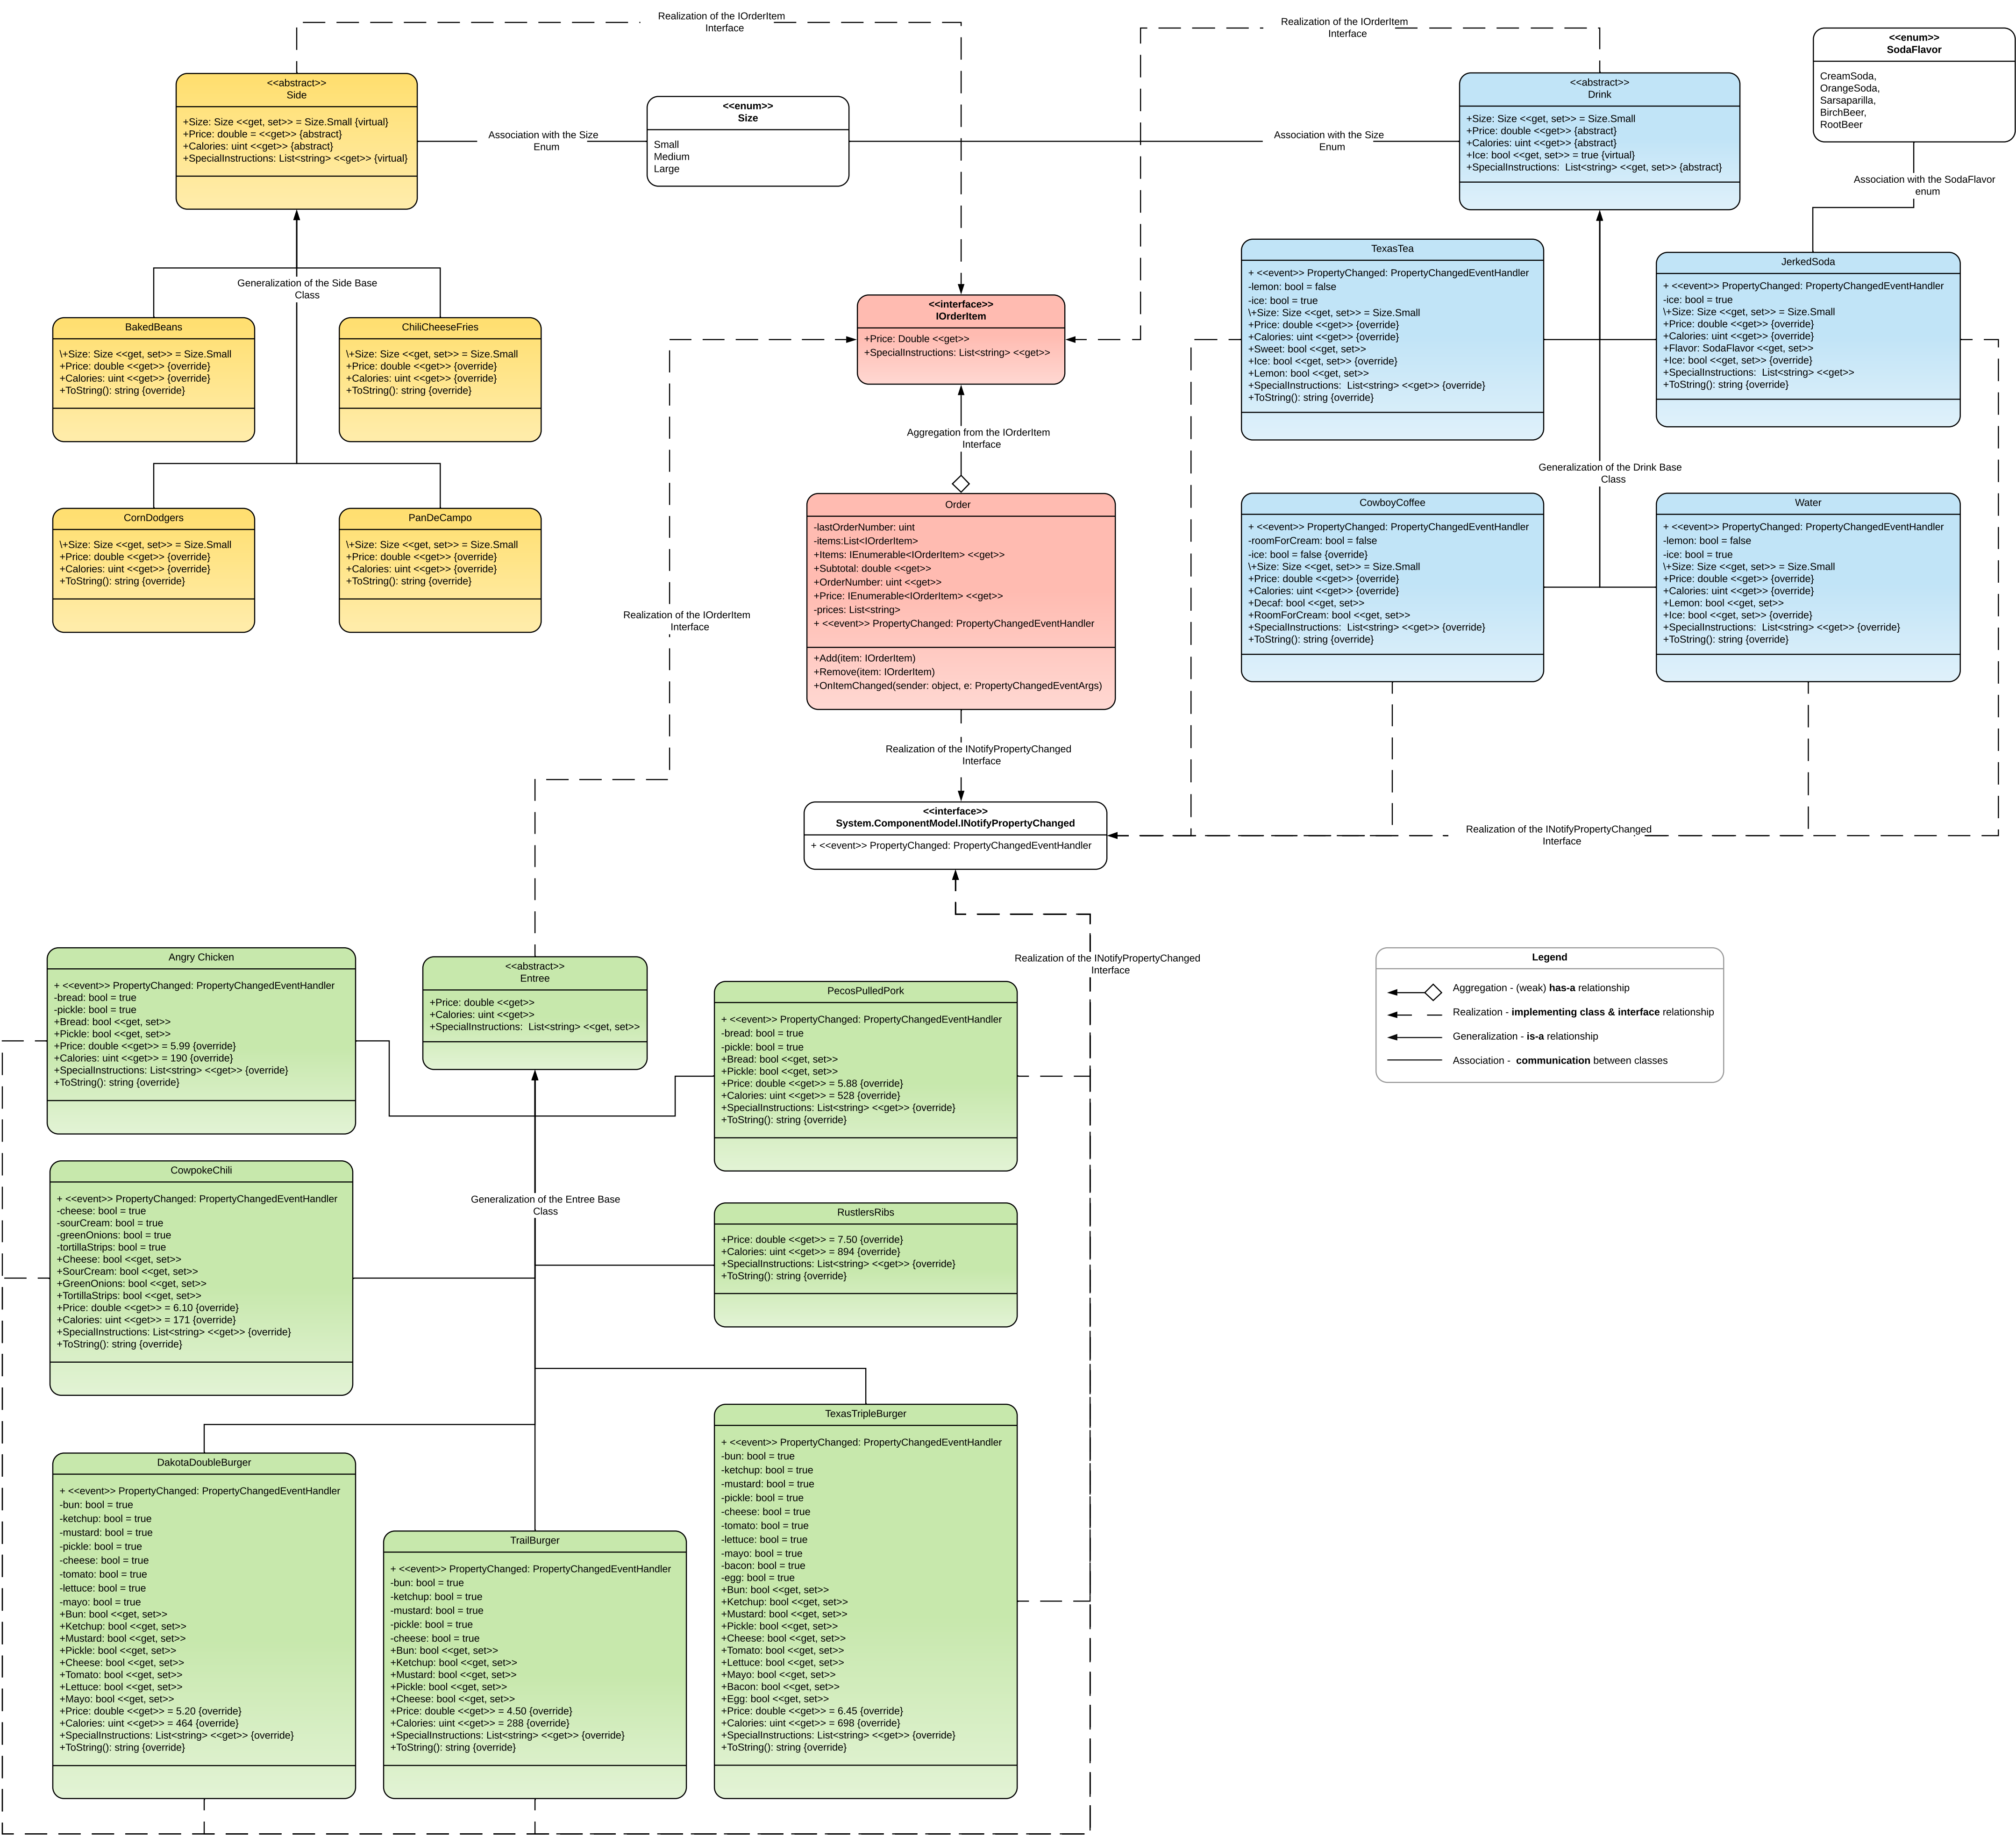 Realization of the IOrderItem
Interface
Realization of the IOrderItem
Interface
<<enum>>
SodaFlavor
CreamSoda,
OrangeSoda,
Sarsaparilla,
BirchBeer,
RootBeer
<<abstract>>
Side
+Size: Size <<get, set>> = Size.Small {virtual}
+Price: double = <<get>> {abstract}
+Calories: uint <<get>> {abstract}
+SpecialInstructions: List<string> <<get>> {virtual}
Association with the Size
Enum
<<enum>>
Size
Small
Medium
Large
Association with the Size
Enum
<<abstract>>
Drink
+Size: Size <<get, set>> = Size.Small
+Price: double <<get>> {abstract}
+Calories: uint <<get>> {abstract}
+Ice: bool <<get, set>> = true {virtual}
+SpecialInstructions:  List<string> <<get, set>> {abstract}
Association with the SodaFlavor
enum
Generalization of the Side Base
Class
BakedBeans
\+Size: Size <<get, set>> = Size.Small
+Price: double <<get>> {override}
+Calories: uint <<get>> {override}
+ToString(): string {override}
ChiliCheeseFries
\+Size: Size <<get, set>> = Size.Small
+Price: double <<get>> {override}
+Calories: uint <<get>> {override}
+ToString(): string {override}
CornDodgers
\+Size: Size <<get, set>> = Size.Small
+Price: double <<get>> {override}
+Calories: uint <<get>> {override}
+ToString(): string {override}
PanDeCampo
\+Size: Size <<get, set>> = Size.Small
+Price: double <<get>> {override}
+Calories: uint <<get>> {override}
+ToString(): string {override}
<<interface>>
IOrderItem
+Price: Double <<get>>
+SpecialInstructions: List<string> <<get>>
Aggregation from the IOrderItem
Interface
Order
-lastOrderNumber: uint
-items:List<IOrderItem>
+Items: IEnumerable<IOrderItem> <<get>>
+Subtotal: double <<get>>
+OrderNumber: uint <<get>>
+Price: IEnumerable<IOrderItem> <<get>>
-prices: List<string>
+ <<event>> PropertyChanged: PropertyChangedEventHandler
+Add(item: IOrderItem)
+Remove(item: IOrderItem)
+OnItemChanged(sender: object, e: PropertyChangedEventArgs)
Realization of the IOrderItem
Interface
Realization of the INotifyPropertyChanged
Interface
<<interface>>
System.ComponentModel.INotifyPropertyChanged
+ <<event>> PropertyChanged: PropertyChangedEventHandler
TexasTea
+ <<event>> PropertyChanged: PropertyChangedEventHandler
-lemon: bool = false
-ice: bool = true
\+Size: Size <<get, set>> = Size.Small
+Price: double <<get>> {override}
+Calories: uint <<get>> {override}
+Sweet: bool <<get, set>>
+Ice: bool <<get, set>> {override}
+Lemon: bool <<get, set>>
+SpecialInstructions:  List<string> <<get>> {override}
+ToString(): string {override}
JerkedSoda
+ <<event>> PropertyChanged: PropertyChangedEventHandler
-ice: bool = true
\+Size: Size <<get, set>> = Size.Small
+Price: double <<get>> {override}
+Calories: uint <<get>> {override}
+Flavor: SodaFlavor <<get, set>>
+Ice: bool <<get, set>> {override}
+SpecialInstructions:  List<string> <<get>>
+ToString(): string {override}
Generalization of the Drink Base
Class
CowboyCoffee
+ <<event>> PropertyChanged: PropertyChangedEventHandler
-roomForCream: bool = false
-ice: bool = false {override}
\+Size: Size <<get, set>> = Size.Small
+Price: double <<get>> {override}
+Calories: uint <<get>> {override}
+Decaf: bool <<get, set>>
+RoomForCream: bool <<get, set>>
+SpecialInstructions:  List<string> <<get>> {override}
+ToString(): string {override}
Water
+ <<event>> PropertyChanged: PropertyChangedEventHandler
-lemon: bool = false
-ice: bool = true
\+Size: Size <<get, set>> = Size.Small
+Price: double <<get>> {override}
+Calories: uint <<get>> {override}
+Lemon: bool <<get, set>>
+Ice: bool <<get, set>> {override}
+SpecialInstructions:  List<string> <<get>> {override}
+ToString(): string {override}
Realization of the INotifyPropertyChanged
Interface
Angry Chicken
+ <<event>> PropertyChanged: PropertyChangedEventHandler
-bread: bool = true
-pickle: bool = true
+Bread: bool <<get, set>>
+Pickle: bool <<get, set>>
+Price: double <<get>> = 5.99 {override}
+Calories: uint <<get>> = 190 {override}
+SpecialInstructions: List<string> <<get>> {override}
+ToString(): string {override}
<<abstract>>
Entree
+Price: double <<get>>
+Calories: uint <<get>>
+SpecialInstructions:  List<string> <<get, set>>
PecosPulledPork
+ <<event>> PropertyChanged: PropertyChangedEventHandler
-bread: bool = true
-pickle: bool = true
+Bread: bool <<get, set>>
+Pickle: bool <<get, set>>
+Price: double <<get>> = 5.88 {override}
+Calories: uint <<get>> = 528 {override}
+SpecialInstructions: List<string> <<get>> {override}
+ToString(): string {override}
Realization of the INotifyPropertyChanged
Interface
Legend
Aggregation - (weak) has-a relationship
Realization - implementing class & interface relationship
Generalization - is-a relationship
Association -  communication between classes
CowpokeChili
+ <<event>> PropertyChanged: PropertyChangedEventHandler
-cheese: bool = true
-sourCream: bool = true
-greenOnions: bool = true
-tortillaStrips: bool = true
+Cheese: bool <<get, set>>
+SourCream: bool <<get, set>>
+GreenOnions: bool <<get, set>>
+TortillaStrips: bool <<get, set>>
+Price: double <<get>> = 6.10 {override}
+Calories: uint <<get>> = 171 {override}
+SpecialInstructions: List<string> <<get>> {override}
+ToString(): string {override}
Generalization of the Entree Base
Class
RustlersRibs
+Price: double <<get>> = 7.50 {override}
+Calories: uint <<get>> = 894 {override}
+SpecialInstructions: List<string> <<get>> {override}
+ToString(): string {override}
DakotaDoubleBurger
+ <<event>> PropertyChanged: PropertyChangedEventHandler
-bun: bool = true
-ketchup: bool = true
-mustard: bool = true
-pickle: bool = true
-cheese: bool = true
-tomato: bool = true
-lettuce: bool = true
-mayo: bool = true
+Bun: bool <<get, set>>
+Ketchup: bool <<get, set>>
+Mustard: bool <<get, set>>
+Pickle: bool <<get, set>>
+Cheese: bool <<get, set>>
+Tomato: bool <<get, set>>
+Lettuce: bool <<get, set>>
+Mayo: bool <<get, set>>
+Price: double <<get>> = 5.20 {override}
+Calories: uint <<get>> = 464 {override}
+SpecialInstructions: List<string> <<get>> {override}
+ToString(): string {override}
TrailBurger
+ <<event>> PropertyChanged: PropertyChangedEventHandler
-bun: bool = true
-ketchup: bool = true
-mustard: bool = true
-pickle: bool = true
-cheese: bool = true
+Bun: bool <<get, set>>
+Ketchup: bool <<get, set>>
+Mustard: bool <<get, set>>
+Pickle: bool <<get, set>>
+Cheese: bool <<get, set>>
+Price: double <<get>> = 4.50 {override}
+Calories: uint <<get>> = 288 {override}
+SpecialInstructions: List<string> <<get>> {override}
+ToString(): string {override}
TexasTripleBurger
+ <<event>> PropertyChanged: PropertyChangedEventHandler
-bun: bool = true
-ketchup: bool = true
-mustard: bool = true
-pickle: bool = true
-cheese: bool = true
-tomato: bool = true
-lettuce: bool = true
-mayo: bool = true
-bacon: bool = true
-egg: bool = true
+Bun: bool <<get, set>>
+Ketchup: bool <<get, set>>
+Mustard: bool <<get, set>>
+Pickle: bool <<get, set>>
+Cheese: bool <<get, set>>
+Tomato: bool <<get, set>>
+Lettuce: bool <<get, set>>
+Mayo: bool <<get, set>>
+Bacon: bool <<get, set>>
+Egg: bool <<get, set>>
+Price: double <<get>> = 6.45 {override}
+Calories: uint <<get>> = 698 {override}
+SpecialInstructions: List<string> <<get>> {override}
+ToString(): string {override}